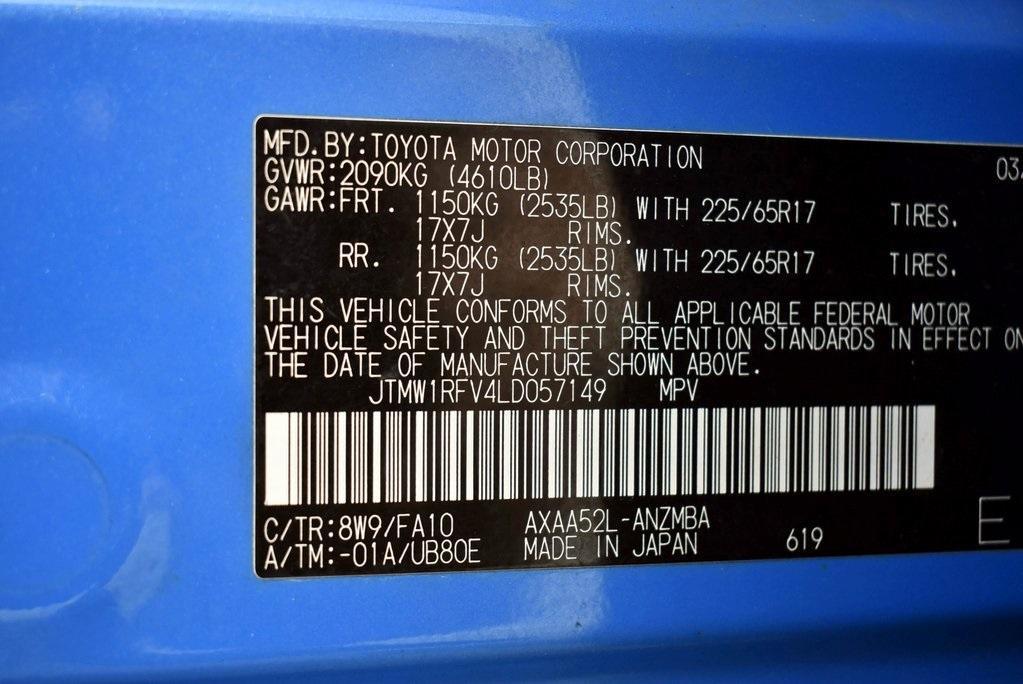 MFD.BY:TOYOTA MOTOR CORPORATION 03/
GVWR:2090KG (4610LB)
GAWR:FRT. 1150KG (2535LB) WITH 225/65R17 TIRES.
17X7J RIMS.
RR. 1150KG (2535LB) WITH 225/65R17 TIRES.
17X7J RIMS.
THIS VEHICLE CONFORMS TO ALL APPLICABLE FEDERAL MOTOR
VEHICLE SAFETY AND THEFT PREVENTION STANDARDS IN EFFECT ON
THE DATE OF MANUFACTURE SHOWN ABOVE.
JTMW1RFV4LD057149 MPV
C/TR:8W9/FA10 AXAA52L-ANZMBA
A/TM:-01A/UB80E MADE IN JAPAN 619 E